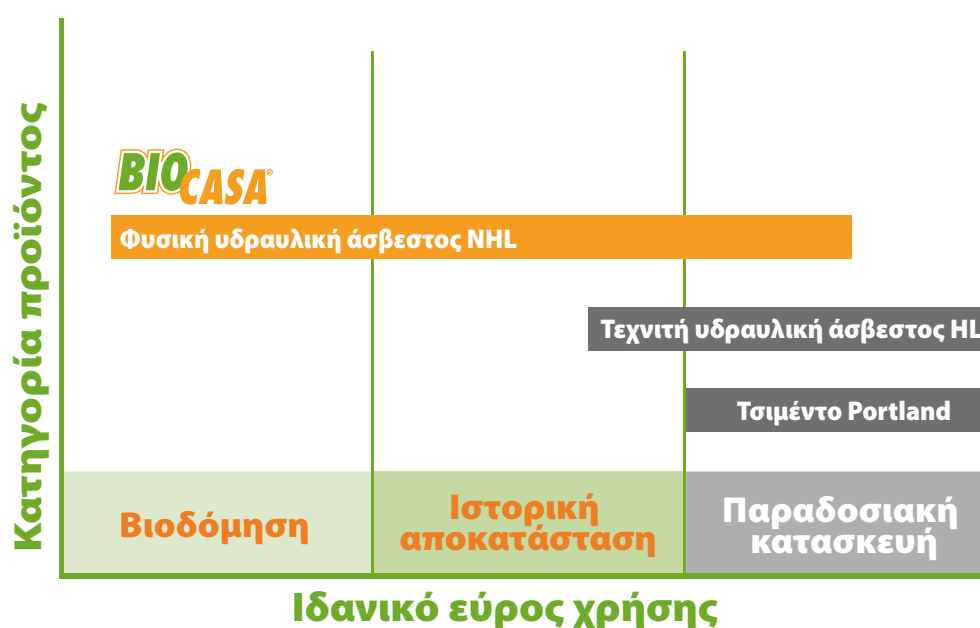 Κατηγορία προϊόντος
BIOCASA®
Φυσική υδραυλική άσβεστος NHL
Τεχνιτή υδραυλική άσβεστος HL
Τσιμέντο Portland
Βιοδόμηση
Ιστορική
αποκατάσταση
Παραδοσιακή
κατασκευή
Ιδανικό εύρος χρήσης